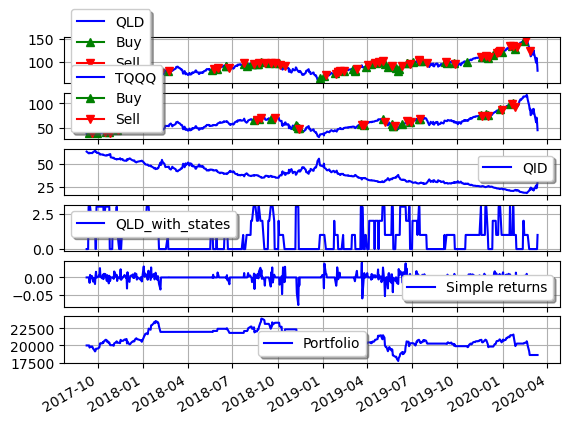 QLD
Buy
Sell
150
100
TQQQ
Buy
Sell
100
50
QID
50
25
QLD_with_states
2.5
0.0
Simple returns
0.00
−0.05
Portfolio
22500
20000
17500
2017-10
2018-01
2018-04
2018-07
2018-10
2019-01
2019-04
2019-07
2019-10
2020-01
2020-04